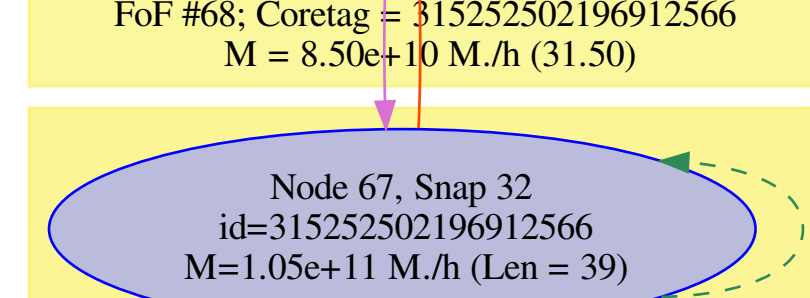 FoF #68; Coretag = 315252502196912566
M = 8.50e+10 M./h (31.50)
Node 67, Snap 32
id=315252502196912566
M=1.05e+11 M./h (Len = 39)